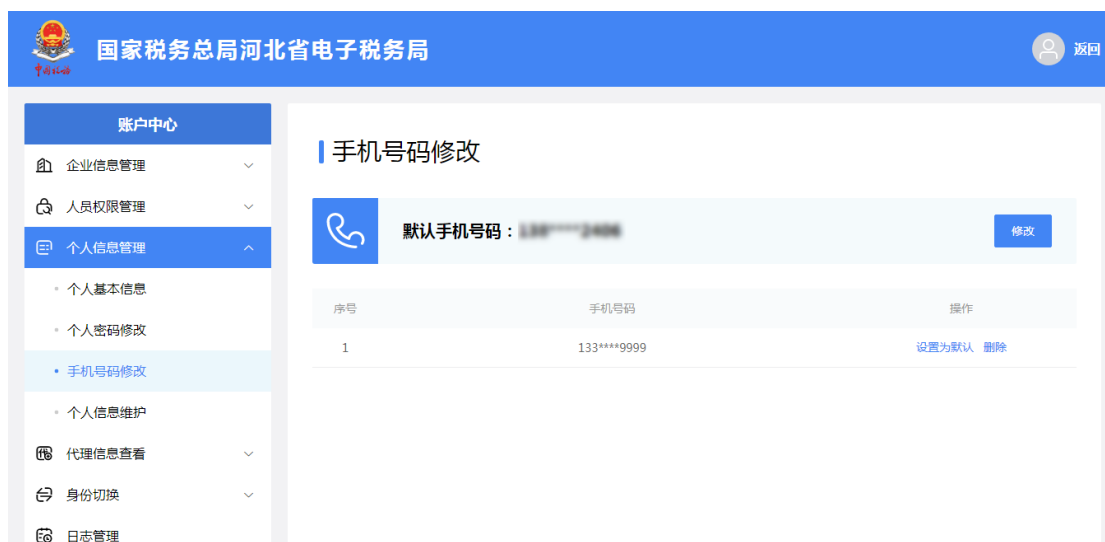 国家税务总局河北省电子税务局
返回
账户中心
企业信息管理
人员权限管理
个人信息管理
个人基本信息
个人密码修改
手机号码修改
个人信息维护
代理信息查看
身份切换
日志管理
手机号码修改
默认手机号码：
修改
序号 手机号码 操作
1 133****9999 设置为默认 删除